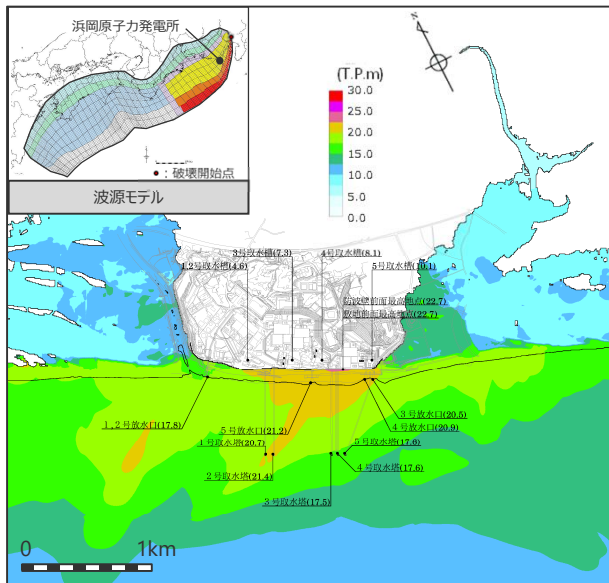 浜岡原子力発電所
●：破壊開始点
波源モデル
(T.P.m)
30.0
25.0
20.0
15.0
10.0
5.0
0.0
3号取水槽(7.3)
4号取水槽(8.1)
1,2号取水槽(4.6)
5号取水槽(10.1)
防波壁前面最高地点(22.7)
敷地前面最高地点(22.7)
1,2号放水口(17.8)
5号放水口(21.2)
3号放水口(20.5)
4号放水口(20.9)
1号取水塔(20.7)
5号取水塔(17.6)
2号取水塔(21.4)
4号取水塔(17.6)
3号取水塔(17.5)
0 1km